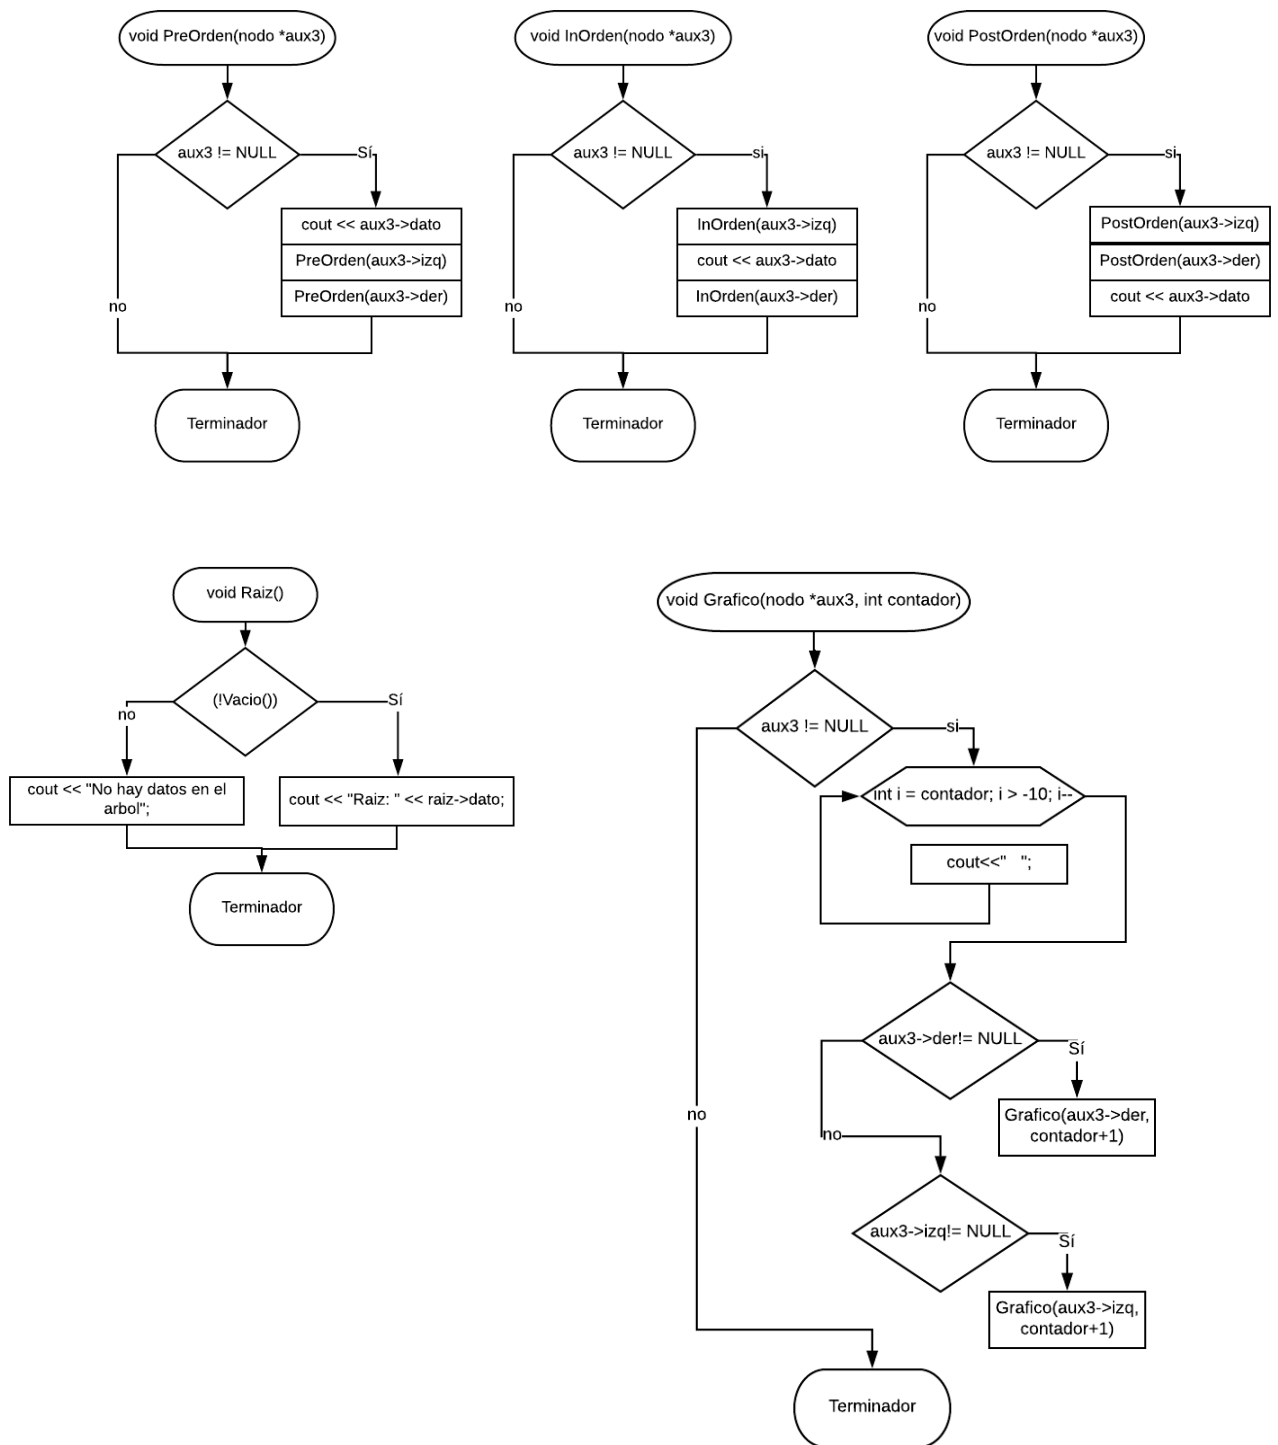 void PreOrden(nodo *aux3)
aux3 != NULL
Sí
cout << aux3->dato
PreOrden(aux3->izq)
PreOrden(aux3->der)
no
Terminador
void InOrden(nodo *aux3)
aux3 != NULL
si
InOrden(aux3->izq)
cout << aux3->dato
InOrden(aux3->der)
no
Terminador
void PostOrden(nodo *aux3)
aux3 != NULL
si
PostOrden(aux3->izq)
PostOrden(aux3->der)
cout << aux3->dato
no
Terminador
void Raiz()
(!Vacio())
no
Sí
cout << "No hay datos en el
arbol";
cout << "Raiz: " << raiz->dato;
Terminador
void Grafico(nodo *aux3, int contador)
aux3 != NULL
si
int i = contador; i > -10; i--
cout<<"   ";
aux3->der!= NULL
Sí
Grafico(aux3->der,
contador+1)
no
no
aux3->izq!= NULL
Sí
Grafico(aux3->izq,
contador+1)
Terminador